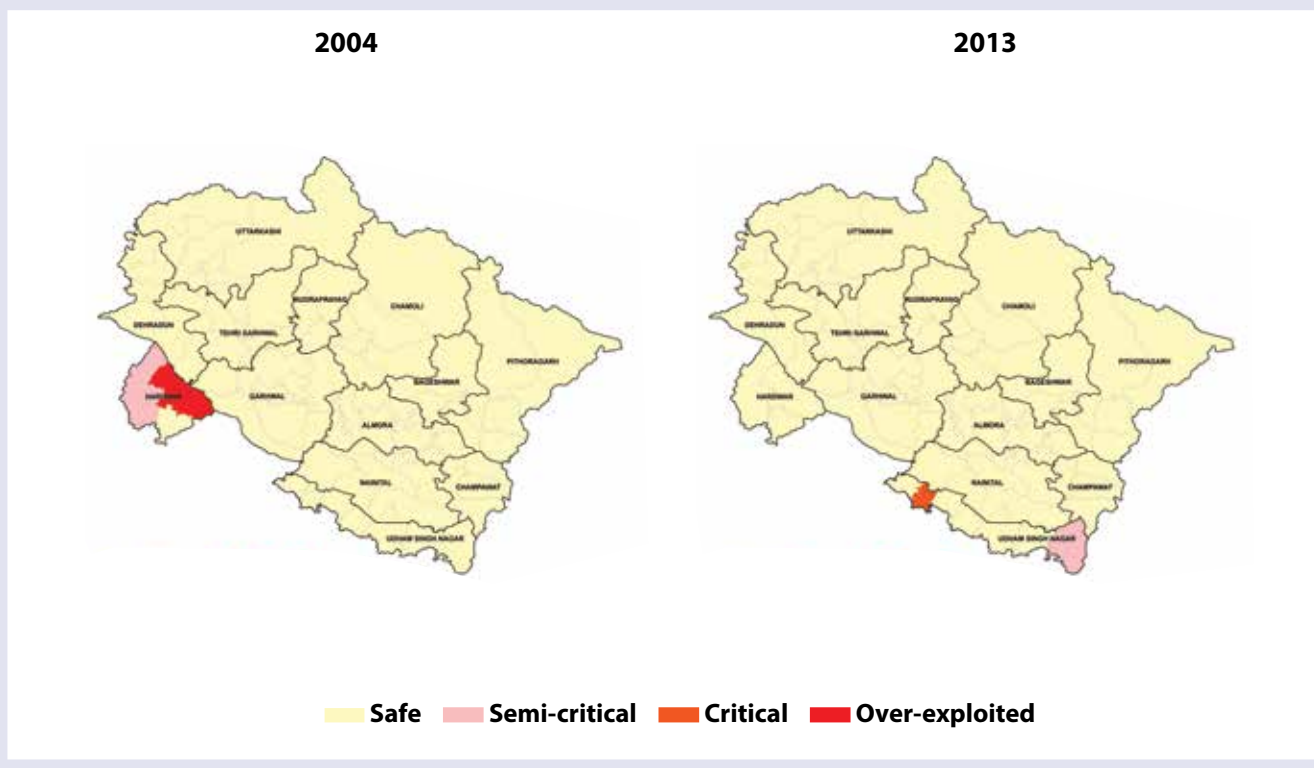 2004
2013
UTTARKASHI
DEHRADUN
TEHRI GARHWAL
RUDRAPRAYAG
CHAMOLI
PITHORAGARH
BAGESHWAR
HARIDWAR
GARHWAL
ALMORA
NAINITAL
CHAMPAWAT
UDHAM SINGH NAGAR
UTTARKASHI
DEHRADUN
TEHRI GARHWAL
RUDRAPRAYAG
CHAMOLI
PITHORAGARH
BAGESHWAR
HARIDWAR
GARHWAL
ALMORA
NAINITAL
CHAMPAWAT
UDHAM SINGH NAGAR
Safe Semi-critical Critical Over-exploited